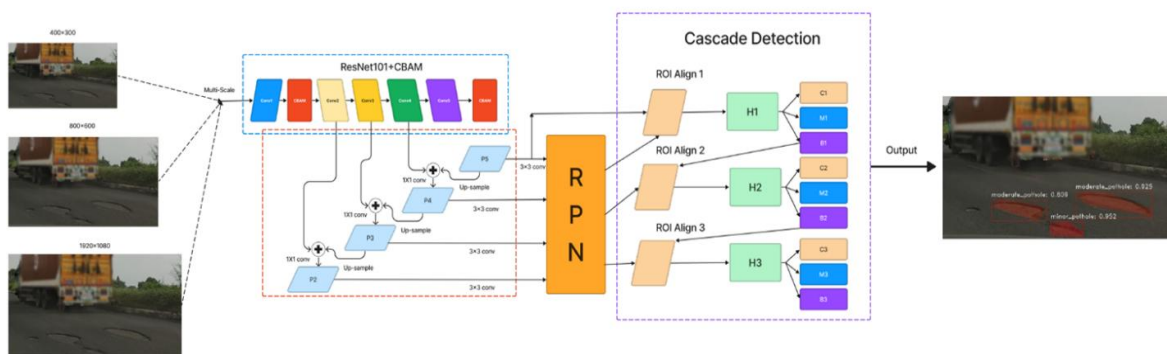 400×300
800×600
1920×1080
Multi-Scale
ResNet101+CBAM
Conv1
CBAM
Conv2
Conv3
Conv4
Conv5
CBAM
P5
3×3 conv
1X1 conv
Up-sample
P4
3×3 conv
1X1 conv
Up-sample
P3
3×3 conv
1X1 conv
Up-sample
P2
3×3 conv
RPN
Cascade Detection
ROI Align 1
H1
C1
M1
B1
ROI Align 2
H2
C2
M2
B2
ROI Align 3
H3
C3
M3
B3
Output
moderate_pothole: 0.925
moderate_pothole: 0.809
minor_pothole: 0.952